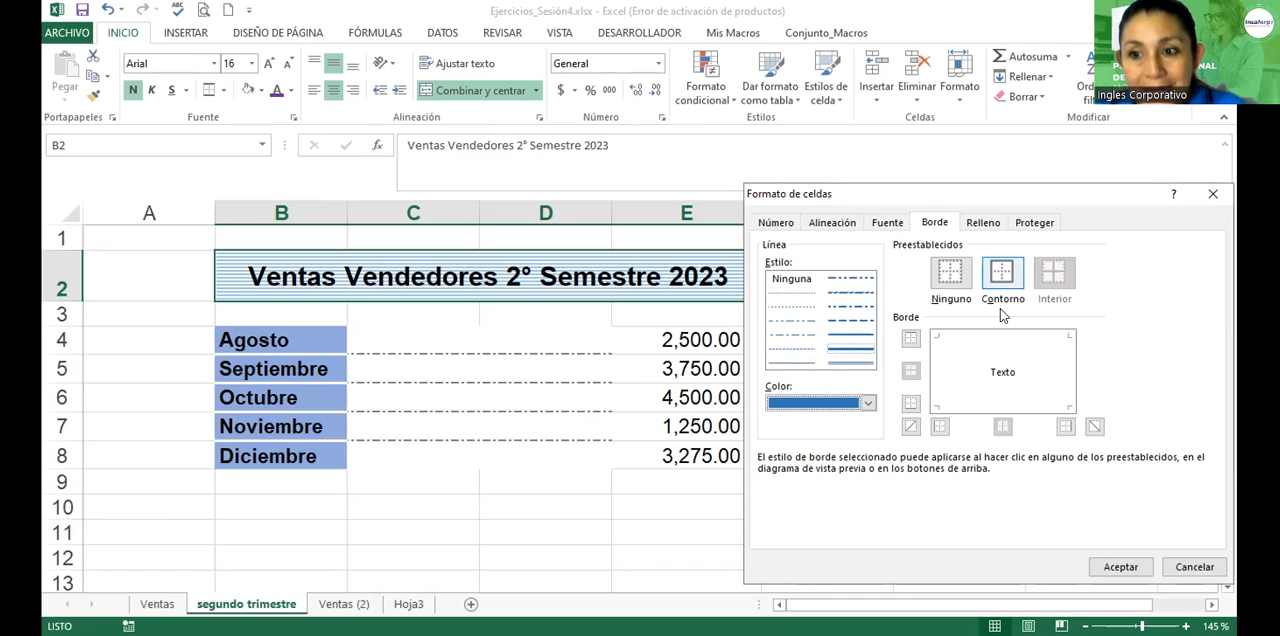 Ejercicios_Sesión4.xlsx - Excel (Error de activación de productos)
ARCHIVO INICIO INSERTAR DISEÑO DE PÁGINA FÓRMULAS DATOS REVISAR VISTA DESARROLLADOR Mis Macros Conjunto_Macros
Insaforp
Ingles Corporativo
Pegar
Arial 16
N K S
Ajustar texto
Combinar y centrar
General
$ % 000
Formato condicional
Dar formato como tabla
Estilos de celda
Insertar Eliminar Formato
Autosuma
Rellenar
Borrar
Portapapeles Fuente Alineación Número Estilos Celdas Modificar
B2
fx
Ventas Vendedores 2° Semestre 2023
A B C D E
1
2 Ventas Vendedores 2° Semestre 2023
3
4 Agosto 2,500.00
5 Septiembre 3,750.00
6 Octubre 4,500.00
7 Noviembre 1,250.00
8 Diciembre 3,275.00
9
10
11
12
13
Formato de celdas ?
Número Alineación Fuente Borde Relleno Proteger
Línea
Estilo:
Ninguna
Color:
Preestablecidos
Ninguno Contorno Interior
Borde
Texto
El estilo de borde seleccionado puede aplicarse al hacer clic en alguno de los preestablecidos, en el
diagrama de vista previa o en los botones de arriba.
Aceptar Cancelar
Ventas segundo trimestre Ventas (2) Hoja3
LISTO 145 %